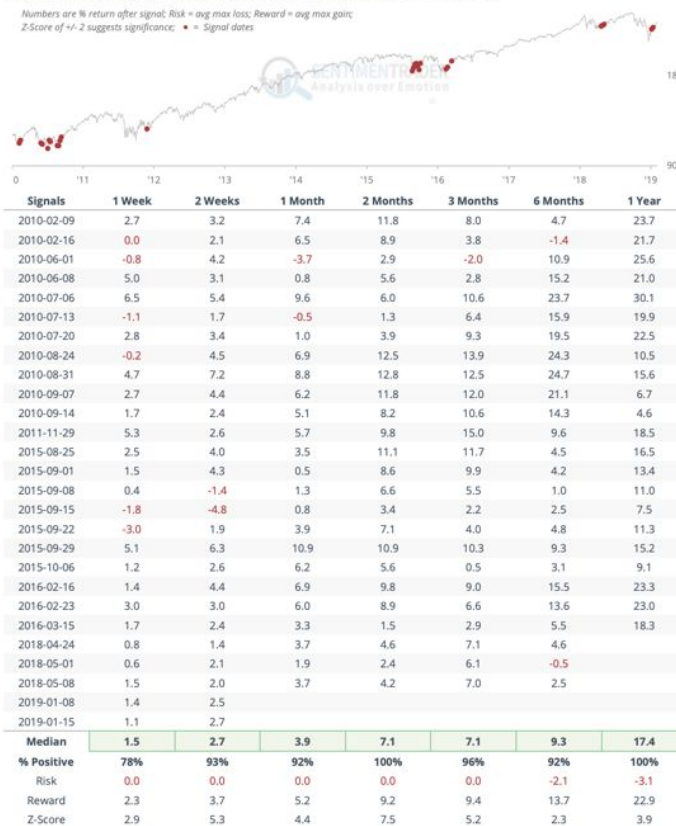 Numbers are % return after signal; Risk = avg max loss; Reward = avg max gain;
Z-Score of +/- 2 suggests significance; • = Signal dates
SENTIMENTRADER
Analysis over Emotion
18
90
0 '11 '12 '13 '14 '15 '16 '17 '18 '19
Signals 1 Week 2 Weeks 1 Month 2 Months 3 Months 6 Months 1 Year
2010-02-09 2.7 3.2 7.4 11.8 8.0 4.7 23.7
2010-02-16 0.0 2.1 6.5 8.9 3.8 -1.4 21.7
2010-06-01 -0.8 4.2 -3.7 2.9 -2.0 10.9 25.6
2010-06-08 5.0 3.1 0.8 5.6 2.8 15.2 21.0
2010-07-06 6.5 5.4 9.6 6.0 10.6 23.7 30.1
2010-07-13 -1.1 1.7 -0.5 1.3 6.4 15.9 19.9
2010-07-20 2.8 3.4 1.0 3.9 9.3 19.5 22.5
2010-08-24 -0.2 4.5 6.9 12.5 13.9 24.3 10.5
2010-08-31 4.7 7.2 8.8 12.8 12.5 24.7 15.6
2010-09-07 2.7 4.4 6.2 11.8 12.0 21.1 6.7
2010-09-14 1.7 2.4 5.1 8.2 10.6 14.3 4.6
2011-11-29 5.3 2.6 5.7 9.8 15.0 9.6 18.5
2015-08-25 2.5 4.0 3.5 11.1 11.7 4.5 16.5
2015-09-01 1.5 4.3 0.5 8.6 9.9 4.2 13.4
2015-09-08 0.4 -1.4 1.3 6.6 5.5 1.0 11.0
2015-09-15 -1.8 -4.8 0.8 3.4 2.2 2.5 7.5
2015-09-22 -3.0 1.9 3.9 7.1 4.0 4.8 11.3
2015-09-29 5.1 6.3 10.9 10.9 10.3 9.3 15.2
2015-10-06 1.2 2.6 6.2 5.6 0.5 3.1 9.1
2016-02-16 1.4 4.4 6.9 9.8 9.0 15.5 23.3
2016-02-23 3.0 3.0 6.0 8.9 6.6 13.6 23.0
2016-03-15 1.7 2.4 3.3 1.5 2.9 5.5 18.3
2018-04-24 0.8 1.4 3.7 4.6 7.1 4.6
2018-05-01 0.6 2.1 1.9 2.4 6.1 -0.5
2018-05-08 1.5 2.0 3.7 4.2 7.0 2.5
2019-01-08 1.4 2.5
2019-01-15 1.1 2.7
Median 1.5 2.7 3.9 7.1 7.1 9.3 17.4
% Positive 78% 93% 92% 100% 96% 92% 100%
Risk 0.0 0.0 0.0 0.0 0.0 -2.1 -3.1
Reward 2.3 3.7 5.2 9.2 9.4 13.7 22.9
Z-Score 2.9 5.3 4.4 7.5 5.2 2.3 3.9